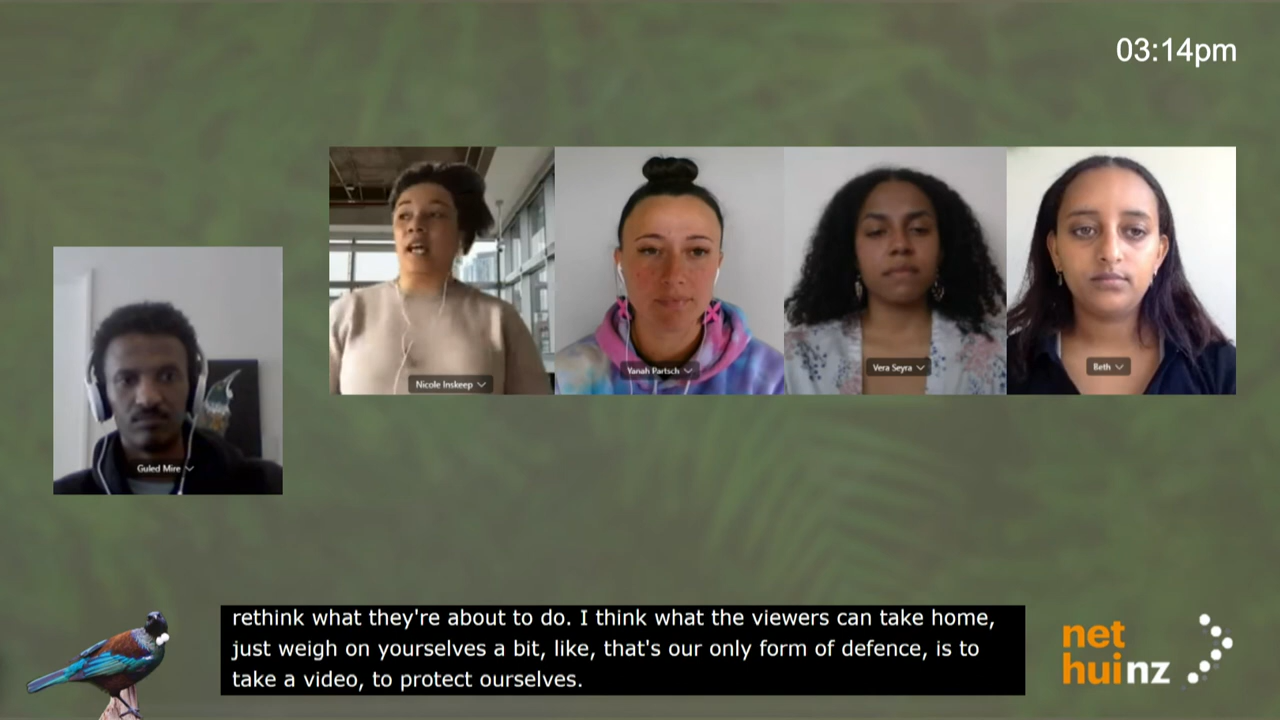 03:14pm
Nicole Inskeep
Yanah Partsch
Vera Seyra
Beth
Guled Mire
rethink what they're about to do. I think what the viewers can take home,
just weigh on yourselves a bit, like, that's our only form of defence, is to
take a video, to protect ourselves.
net
huinz